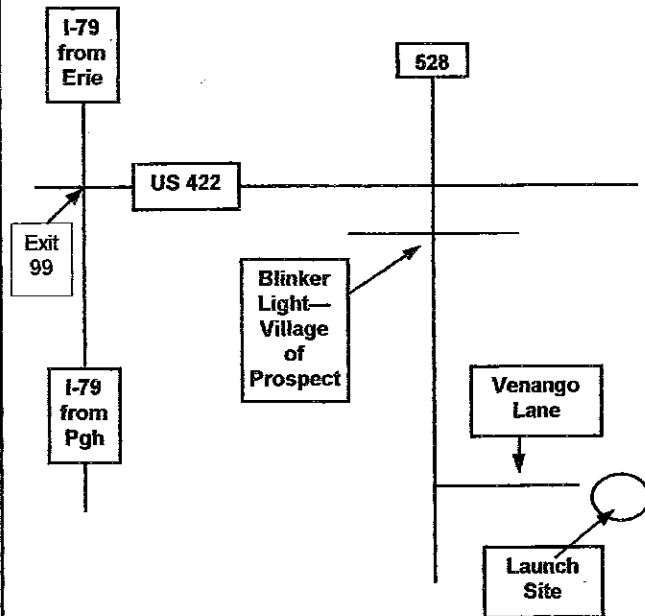 I-79
from
Erie
528
US 422
Exit
99
Blinker
Light—
Village
of
Prospect
I-79
from
Pgh
Venango
Lane
Launch
Site